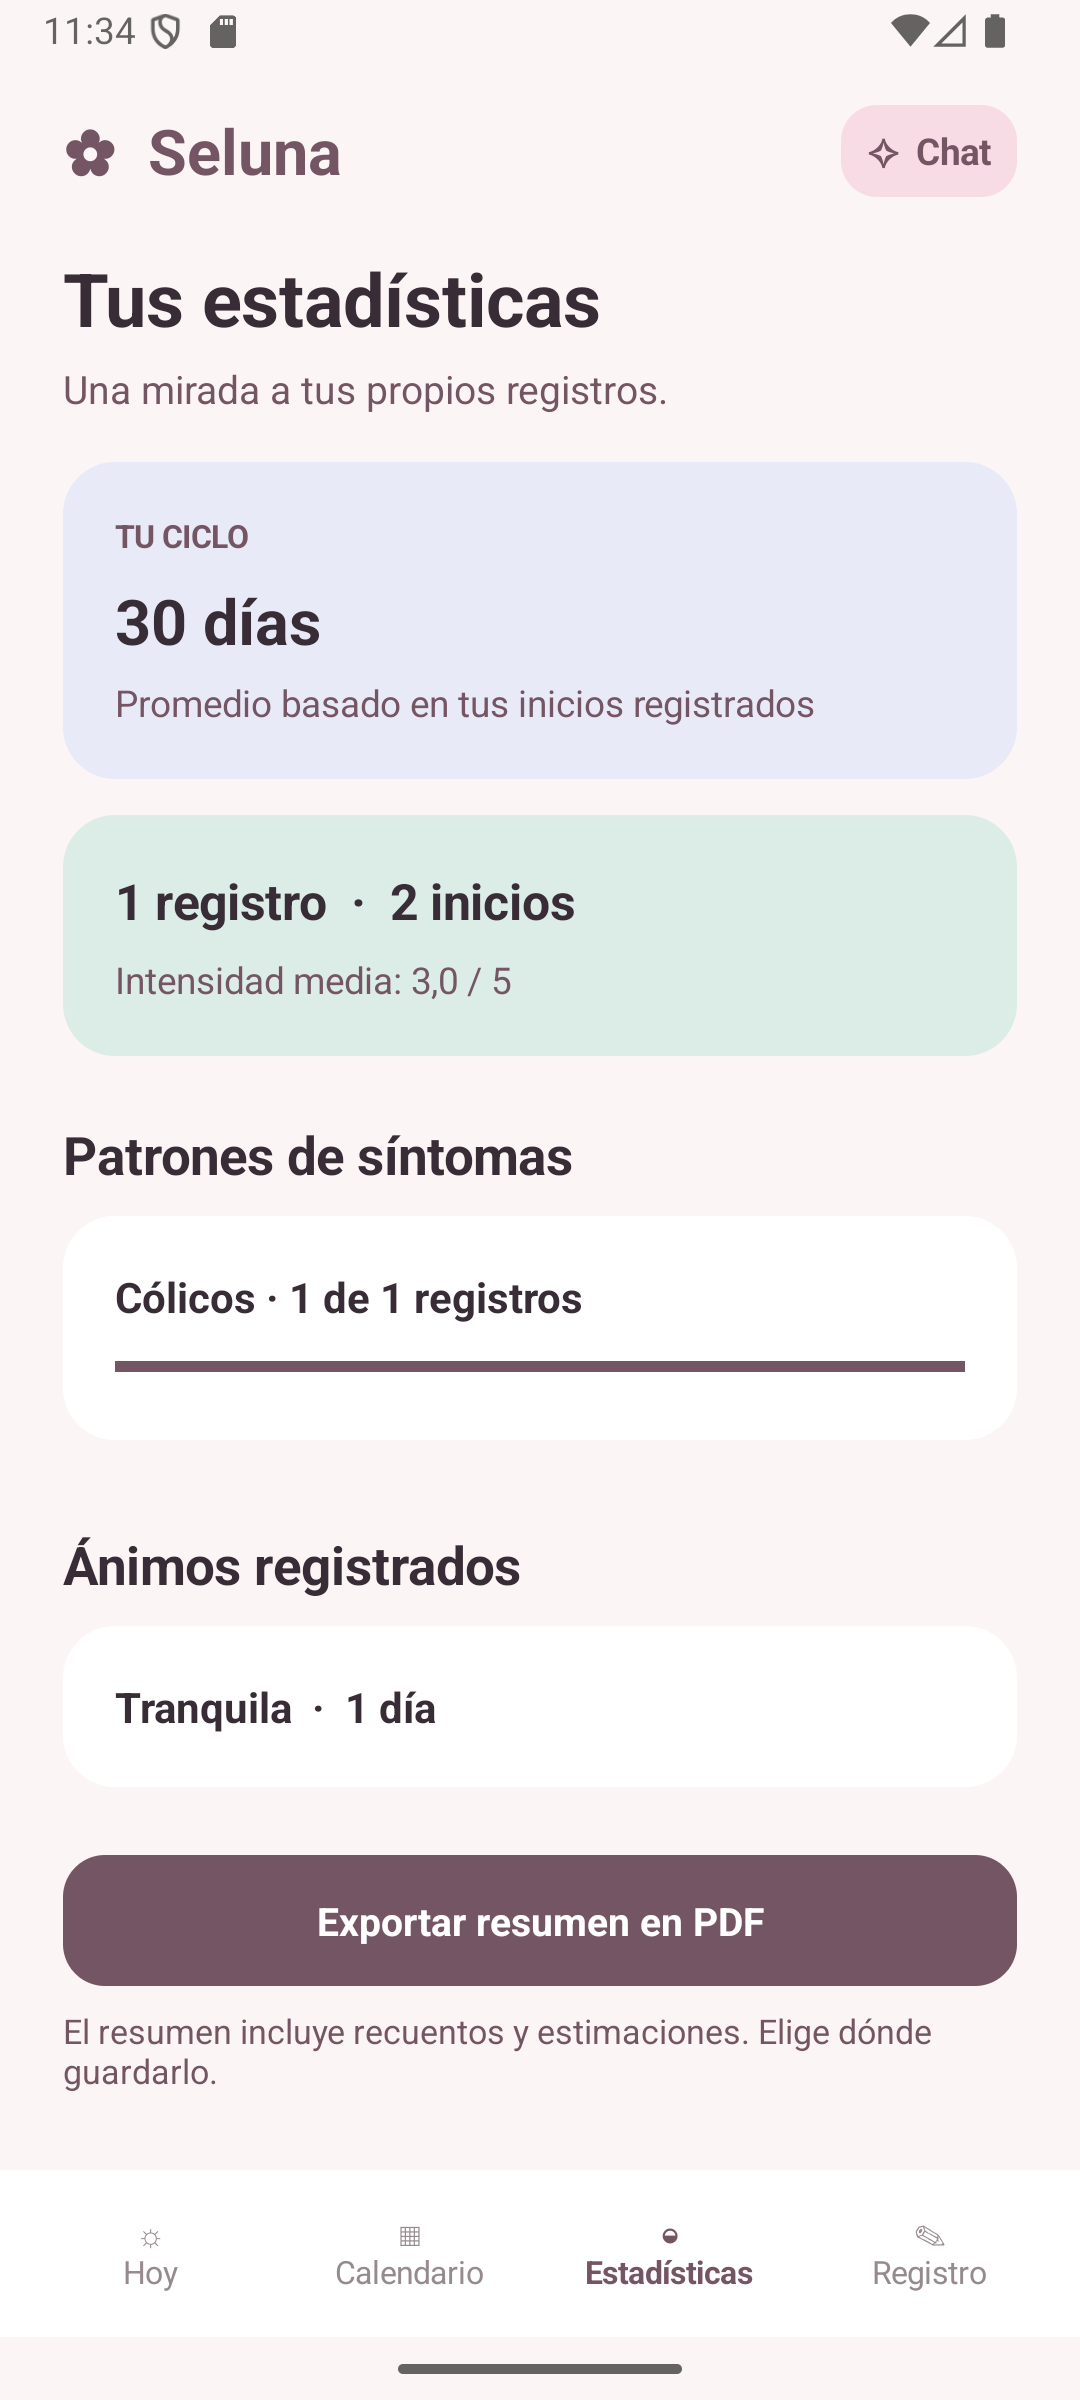 11:34
Seluna
Chat
Tus estadísticas
Una mirada a tus propios registros.
TU CICLO
30 días
Promedio basado en tus inicios registrados
1 registro · 2 inicios
Intensidad media: 3,0 / 5
Patrones de síntomas
Cólicos · 1 de 1 registros
Ánimos registrados
Tranquila · 1 día
Exportar resumen en PDF
El resumen incluye recuentos y estimaciones. Elige dónde
guardarlo.
Hoy
Calendario
Estadísticas
Registro